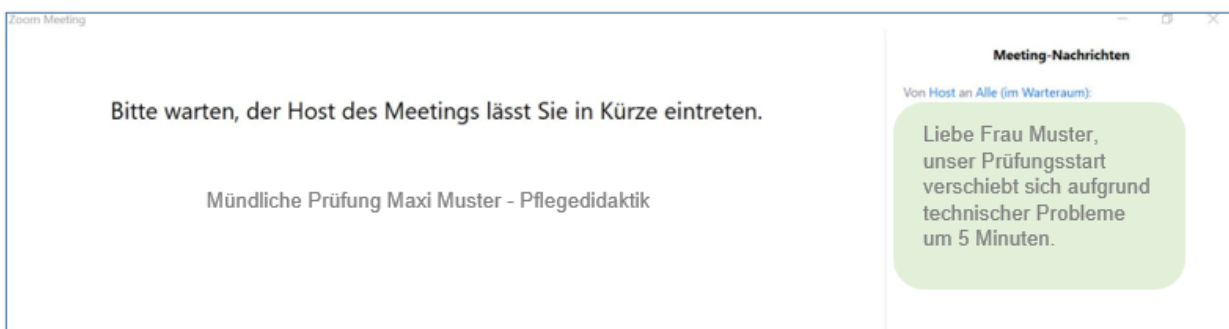 Zoom Meeting
Bitte warten, der Host des Meetings lässt Sie in Kürze eintreten.
Mündliche Prüfung Maxi Muster - Pflegedidaktik
Meeting-Nachrichten
Von Host an Alle (im Warteraum):
Liebe Frau Muster,
unser Prüfungsstart
verschiebt sich aufgrund
technischer Probleme
um 5 Minuten.